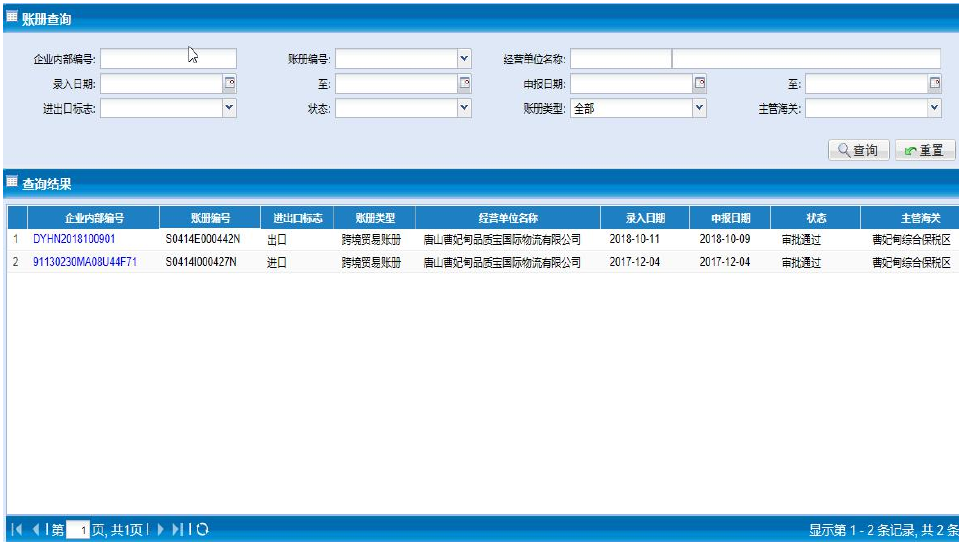 账册查询
企业内部编号: 账册编号: 经营单位名称:
录入日期: 至: 申报日期: 至:
进出口标志: 状态: 账册类型: 全部 主管海关:
查询 重置
查询结果
企业内部编号 账册编号 进出口标志 账册类型 经营单位名称 录入日期 申报日期 状态 主管海关
1 DYHN2018100901 S0414E000442N 出口 跨境贸易账册 唐山曹妃甸品质宝国际物流有限公司 2018-10-11 2018-10-09 审批通过 曹妃甸综合保税区
2 91130230MA08U44F71 S0414I000427N 进口 跨境贸易账册 唐山曹妃甸品质宝国际物流有限公司 2017-12-04 2017-12-04 审批通过 曹妃甸综合保税区
第 1 页, 共1页 显示第 1 - 2 条记录, 共 2 条